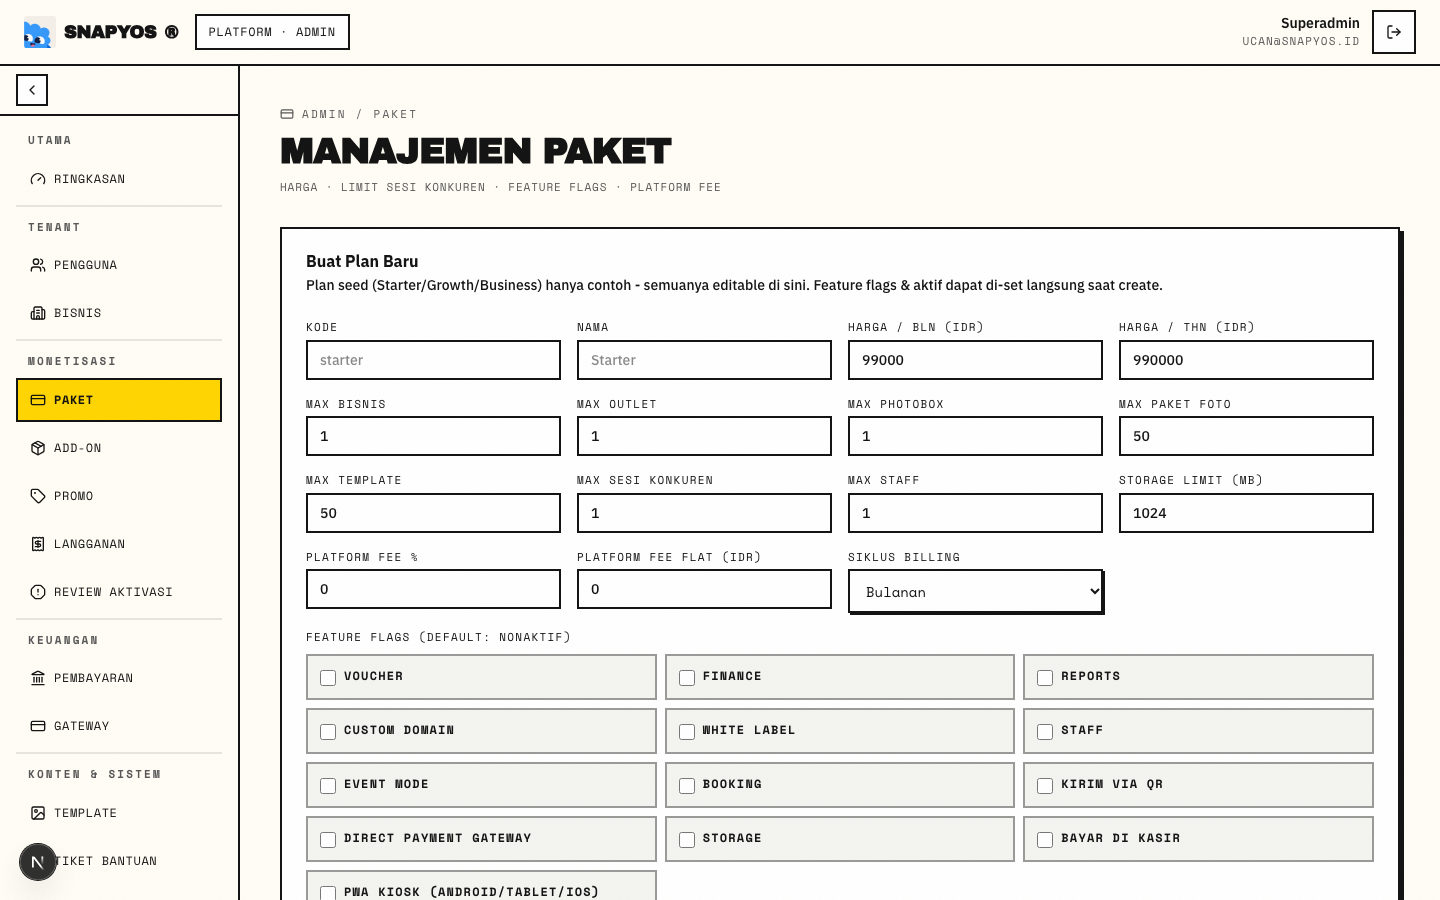 SNAPYOS ®
PLATFORM · ADMIN
Superadmin
UCAN@SNAPYOS.ID
UTAMA
RINGKASAN
TENANT
PENGGUNA
BISNIS
MONETISASI
PAKET
ADD-ON
PROMO
LANGGANAN
REVIEW AKTIVASI
KEUANGAN
PEMBAYARAN
GATEWAY
KONTEN & SISTEM
TEMPLATE
TIKET BANTUAN
N
ADMIN / PAKET
MANAJEMEN PAKET
HARGA · LIMIT SESI KONKUREN · FEATURE FLAGS · PLATFORM FEE
Buat Plan Baru
Plan seed (Starter/Growth/Business) hanya contoh - semuanya editable di sini. Feature flags & aktif dapat di-set langsung saat create.
KODE NAMA HARGA / BLN (IDR) HARGA / THN (IDR)
starter Starter 99000 990000
MAX BISNIS MAX OUTLET MAX PHOTOBOX MAX PAKET FOTO
1 1 1 50
MAX TEMPLATE MAX SESI KONKUREN MAX STAFF STORAGE LIMIT (MB)
50 1 1 1024
PLATFORM FEE % PLATFORM FEE FLAT (IDR) SIKLUS BILLING
0 0 Bulanan
FEATURE FLAGS (DEFAULT: NONAKTIF)
VOUCHER FINANCE REPORTS
CUSTOM DOMAIN WHITE LABEL STAFF
EVENT MODE BOOKING KIRIM VIA QR
DIRECT PAYMENT GATEWAY STORAGE BAYAR DI KASIR
PWA KIOSK (ANDROID/TABLET/IOS)